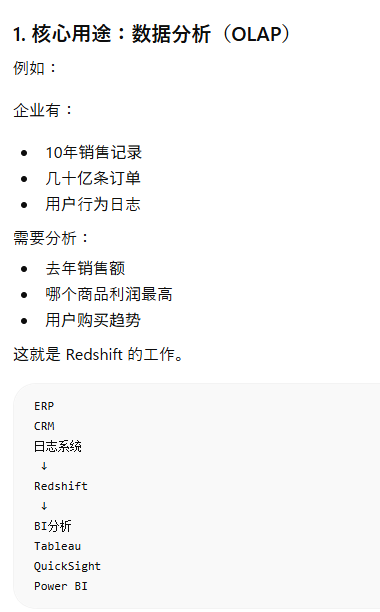 1. 核心用途：数据分析（OLAP）
例如：
企业有：
• 10年销售记录
• 几十亿条订单
• 用户行为日志
需要分析：
• 去年销售额
• 哪个商品利润最高
• 用户购买趋势
这就是 Redshift 的工作。
ERP
CRM
日志系统
↓
Redshift
↓
BI分析
Tableau
QuickSight
Power BI